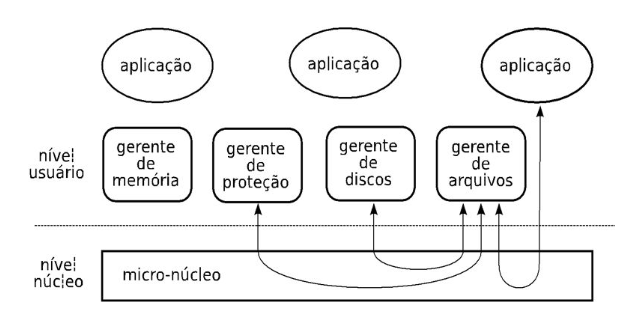 aplicação
aplicação
aplicação
nível
usuário
gerente
de
memória
gerente
de
proteção
gerente
de
discos
gerente
de
arquivos
nível
núcleo
micro-núcleo